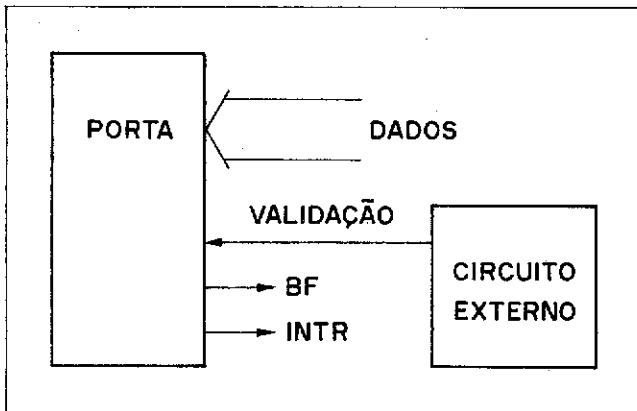 PORTA
DADOS
VALIDAÇÃO
CIRCUITO
EXTERNO
BF
INTR